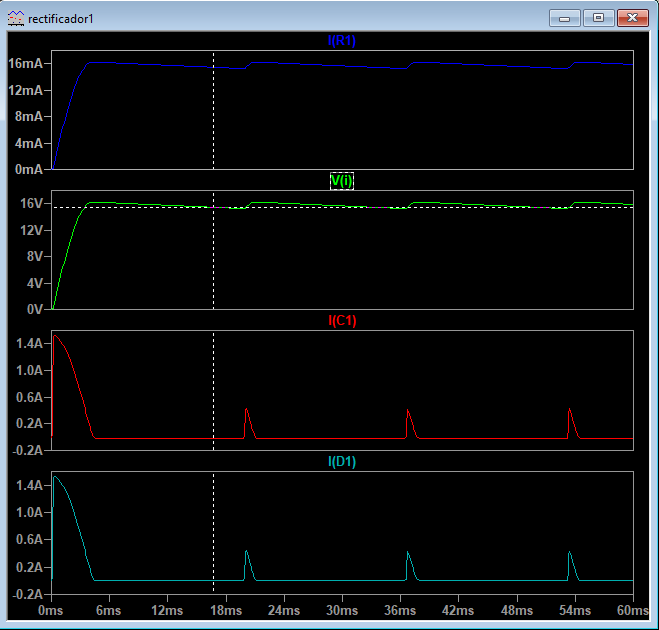 rectificador1
I(R1)
16mA
12mA
8mA
4mA
0mA
V(i)
16V
12V
8V
4V
0V
I(C1)
1.4A
1.0A
0.6A
0.2A
-0.2A
I(D1)
1.4A
1.0A
0.6A
0.2A
-0.2A
0ms 6ms 12ms 18ms 24ms 30ms 36ms 42ms 48ms 54ms 60ms